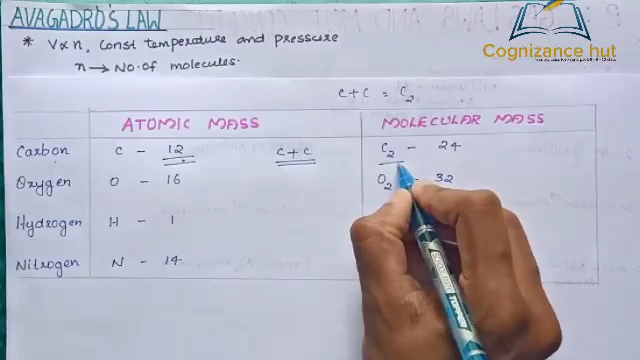 AVAGADRO'S LAW
* V∝n, Const temperature and pressure
n → No. of molecules.
Cognizance hut
C + C = C2
ATOMIC MASS MOLECULAR MASS
Carbon C - 12 C+C C2 - 24
Oxygen O - 16 O2 - 32
Hydrogen H - 1
Nitrogen N - 14